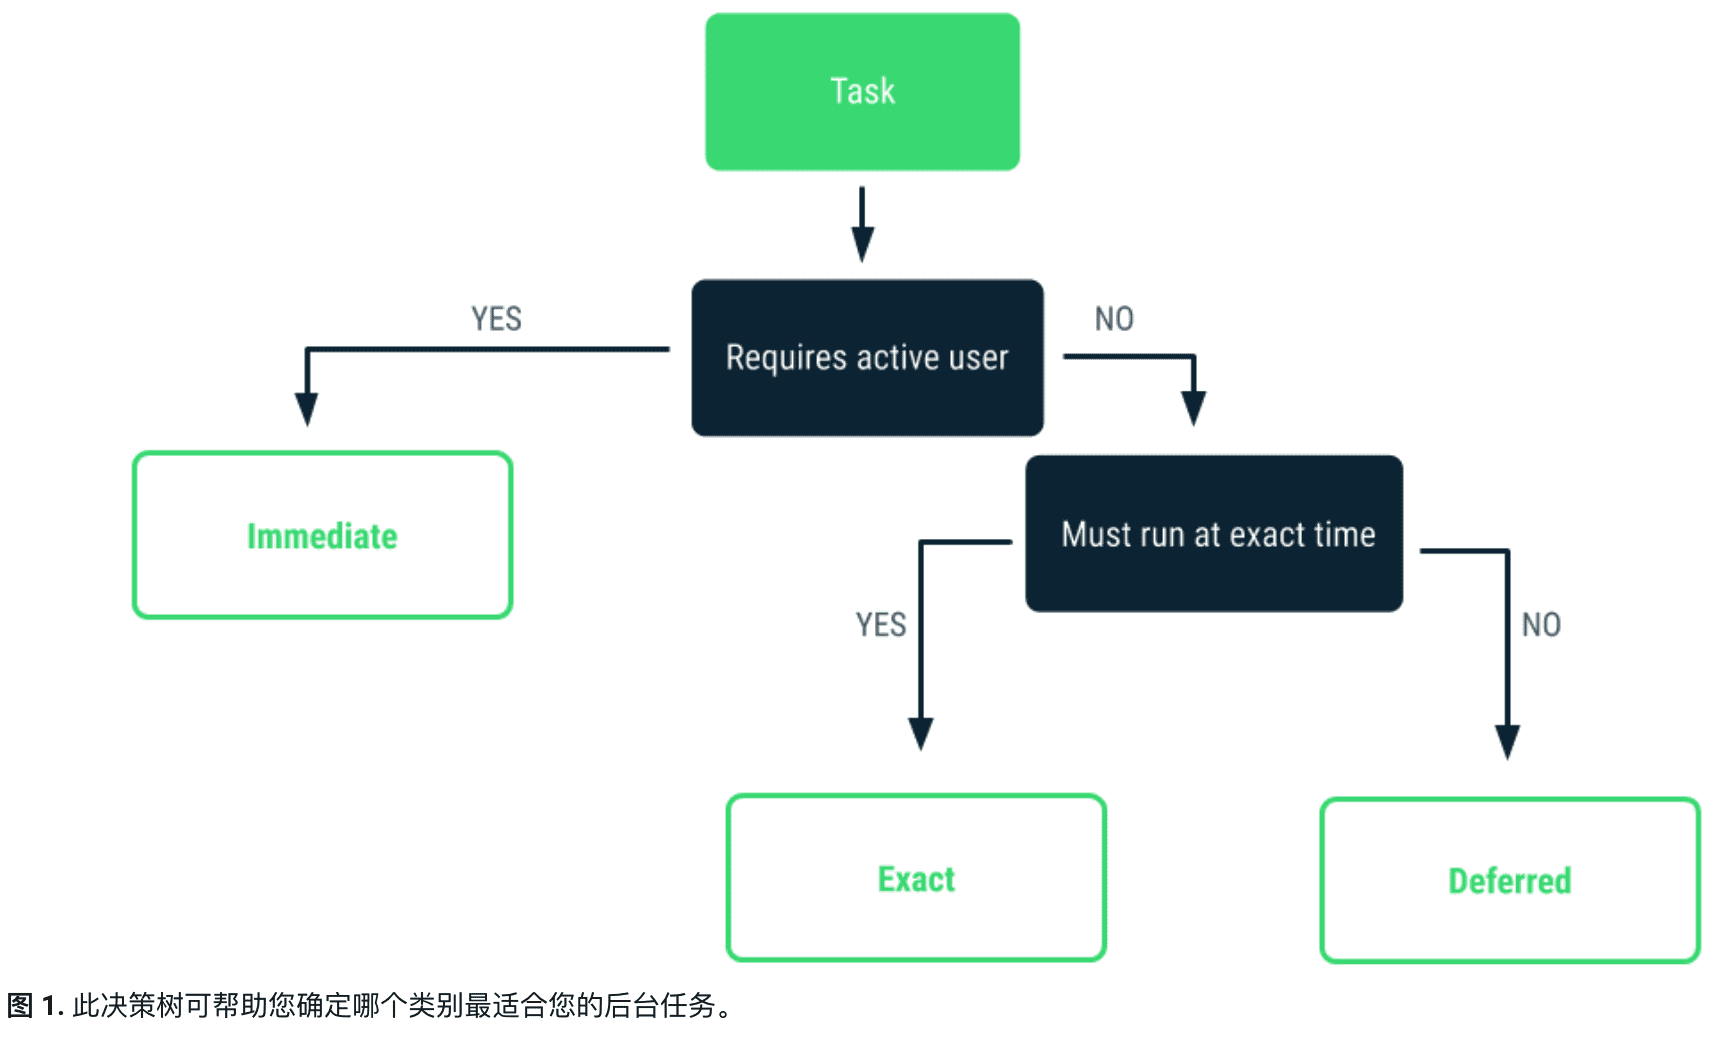 Task
YES
Requires active user
NO
Immediate
Must run at exact time
YES
NO
Exact
Deferred
图 1. 此决策树可帮助您确定哪个类别最适合您的后台任务。